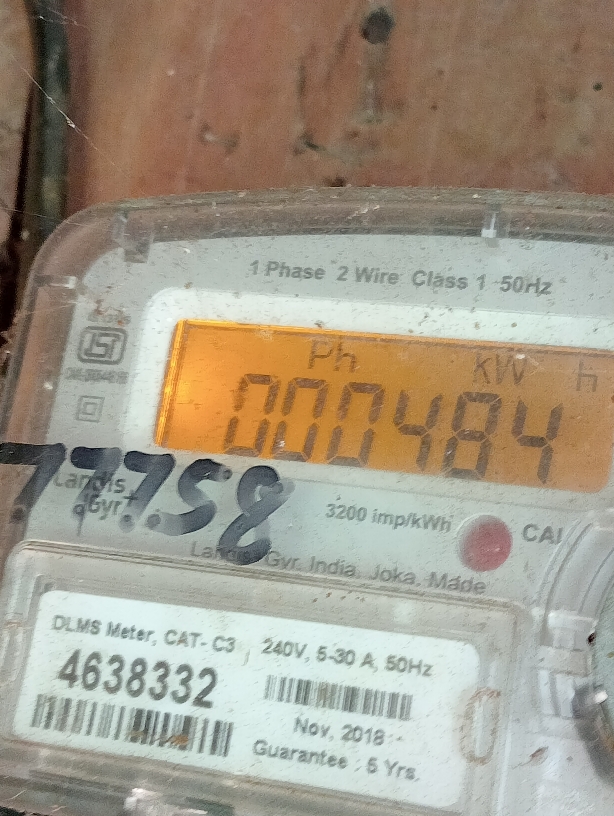 1 Phase 2 Wire Class 1 50Hz
ISI
Ph kW h
000484
77758
Landis
Gyr+
3200 imp/kWh
CAL
Landis Gyr. India, Joka, Made
DLMS Meter, CAT- C3
240V, 5-30 A, 50Hz
4638332
Nov, 2018
Guarantee : 5 Yrs.